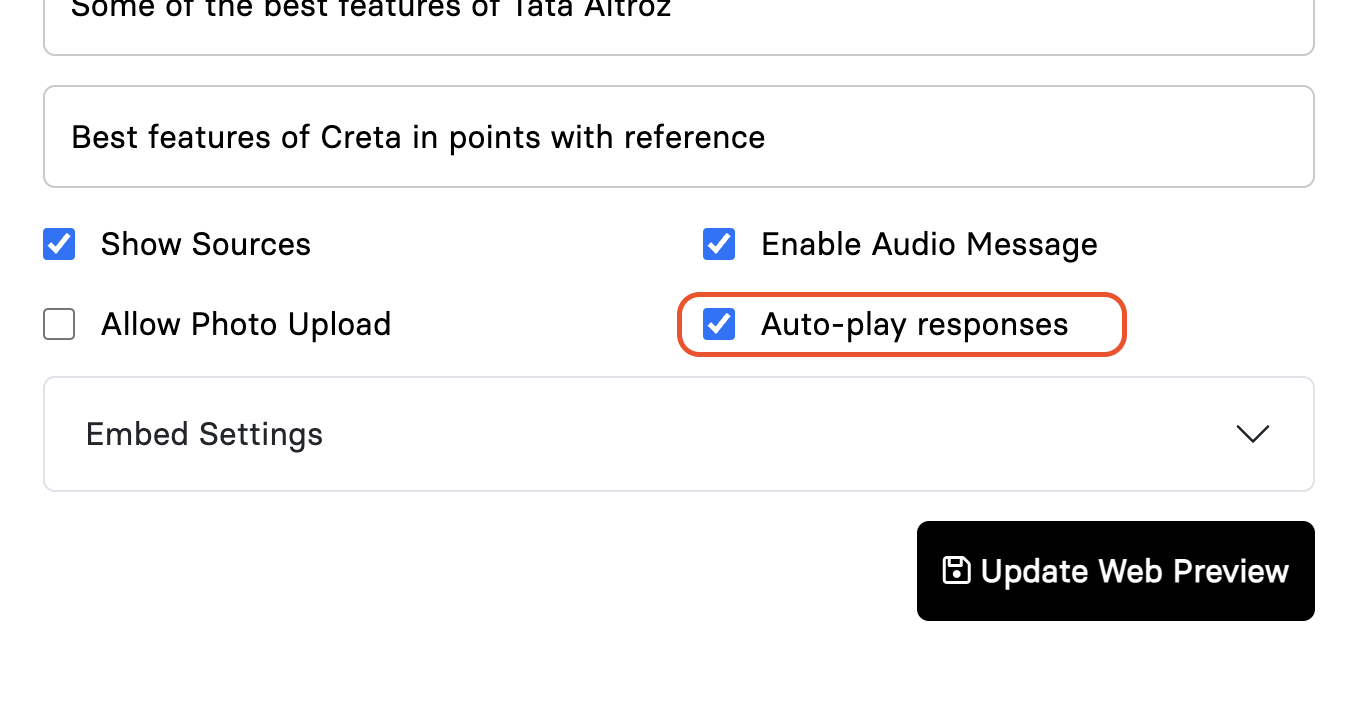 Some of the best features of Tata Altroz
Best features of Creta in points with reference
Show Sources
Enable Audio Message
Allow Photo Upload
Auto-play responses
Embed Settings
Update Web Preview